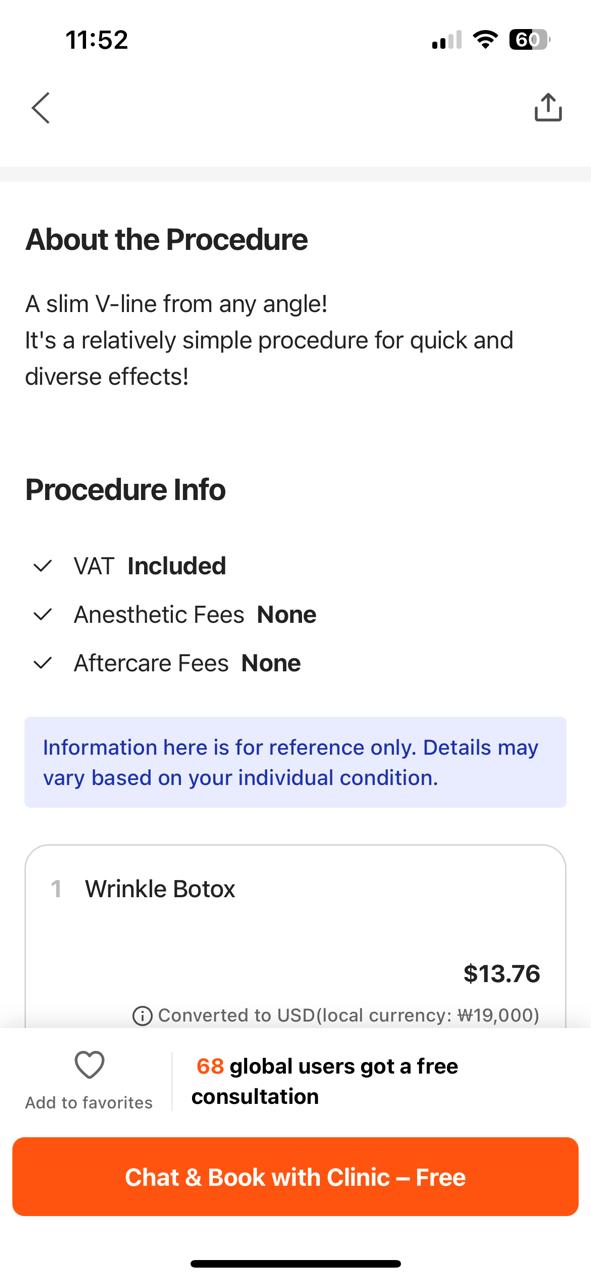 11:52
60
About the Procedure
A slim V-line from any angle!
It's a relatively simple procedure for quick and
diverse effects!
Procedure Info
VAT Included
Anesthetic Fees None
Aftercare Fees None
Information here is for reference only. Details may
vary based on your individual condition.
1 Wrinkle Botox
$13.76
Converted to USD(local currency: ₩19,000)
Add to favorites
68 global users got a free
consultation
Chat & Book with Clinic – Free